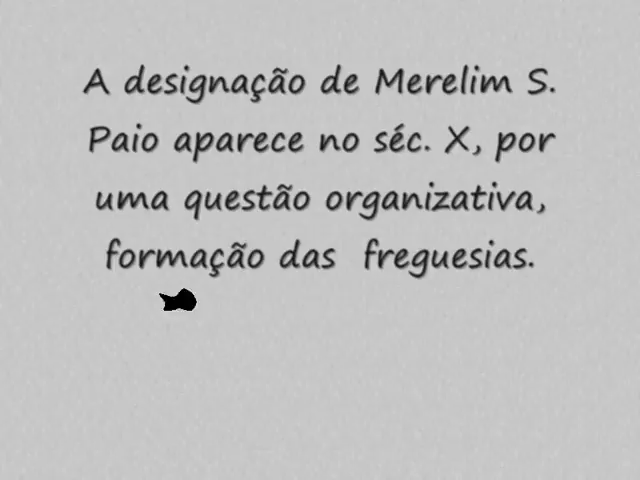 A designação de Merelim S.
Paio aparece no séc. X, por
uma questão organizativa,
formação das freguesias.